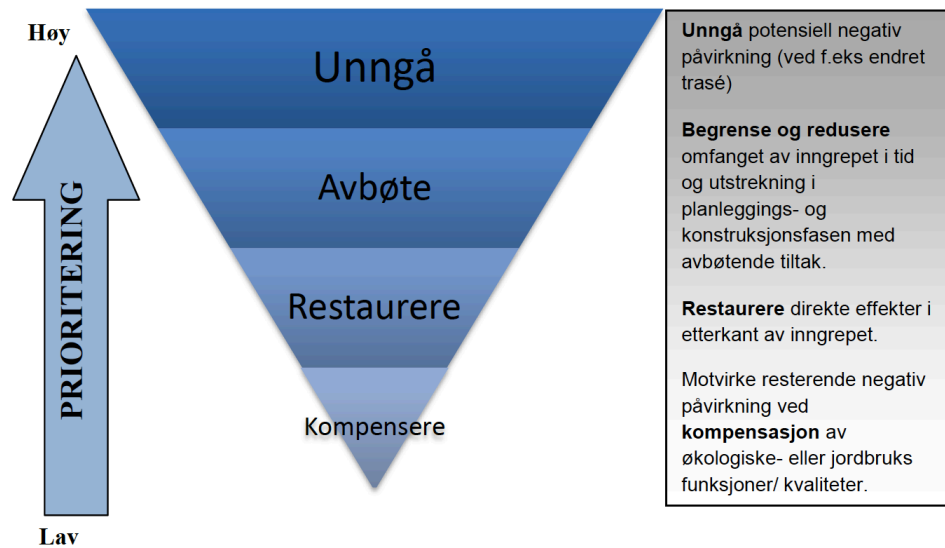 Høy
PRIORITERING
Lav
Unngå
Avbøte
Restaurere
Kompensere
Unngå potensiell negativ
påvirkning (ved f.eks endret
trasé)
Begrense og redusere
omfanget av inngrepet i tid
og utstrekning i
planleggings- og
konstruksjonsfasen med
avbøtende tiltak.
Restaurere direkte effekter i
etterkant av inngrepet.
Motvirke resterende negativ
påvirkning ved
kompensasjon av
økologiske- eller jordbruks
funksjoner/ kvaliteter.